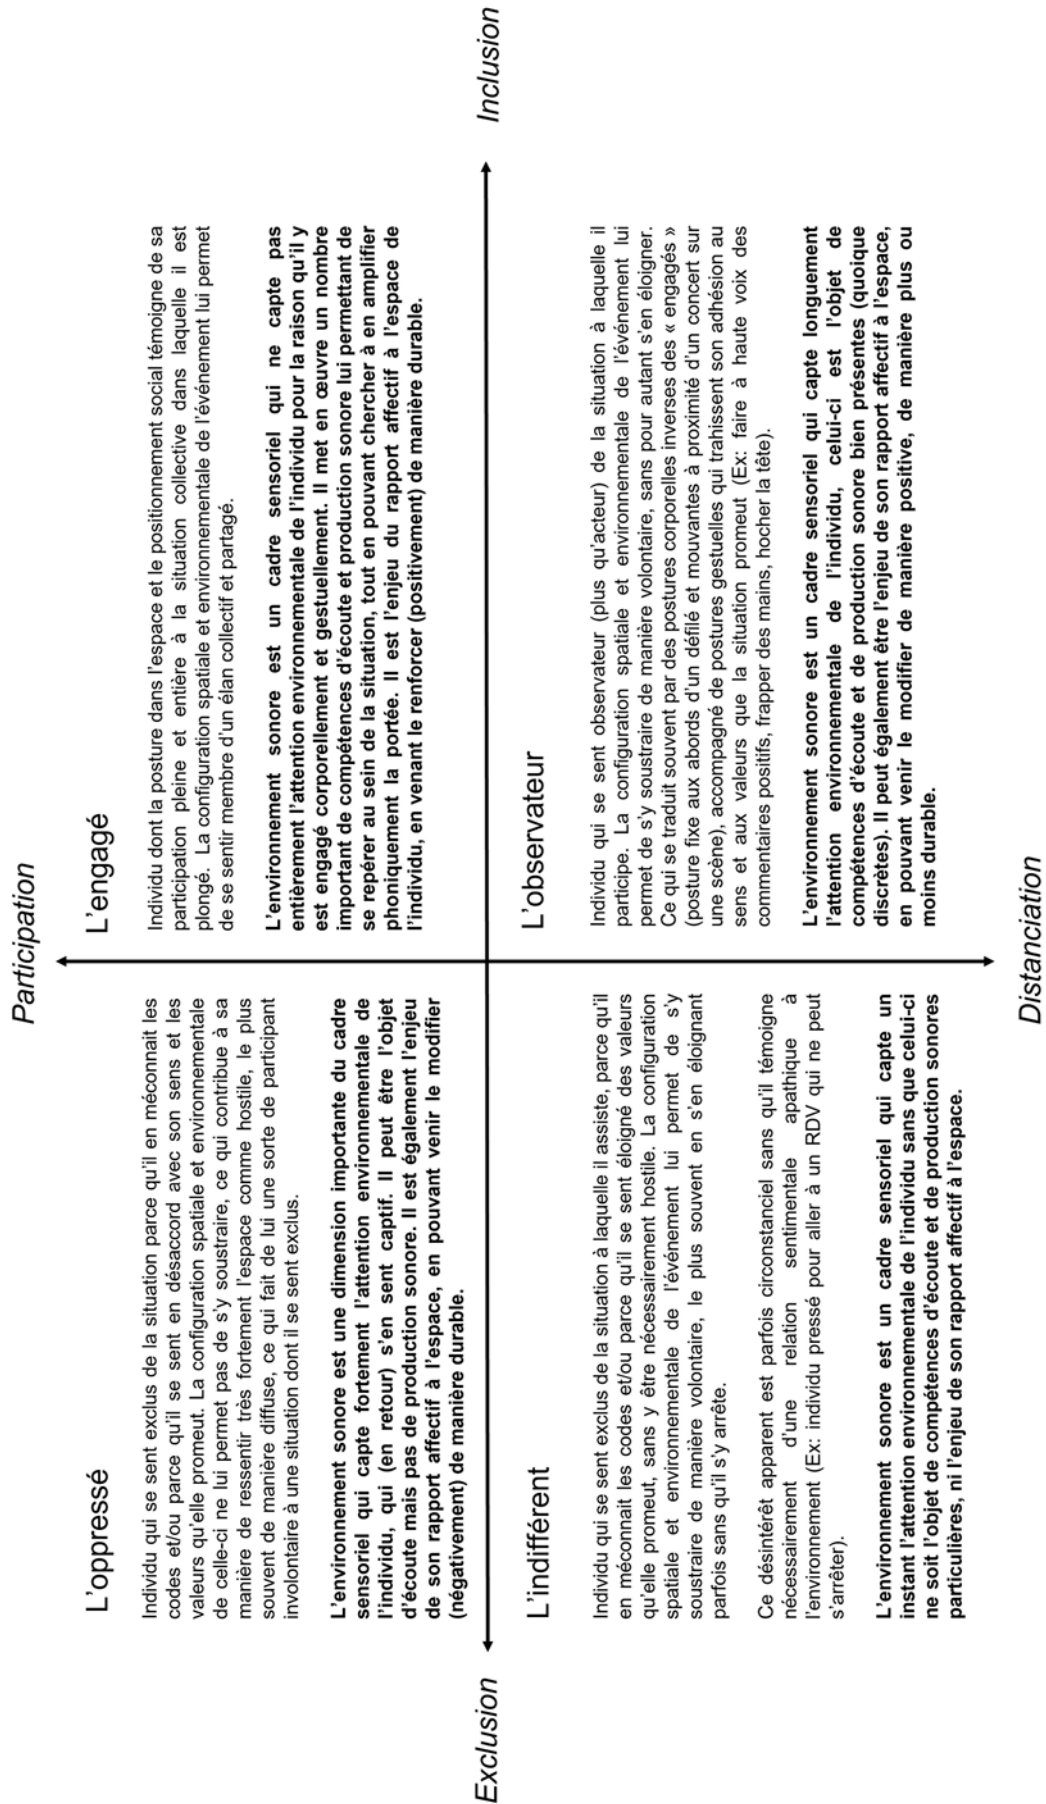 Participation
L'oppressé
Individu qui se sent exclus de la situation parce qu'il en méconnait les
codes et/ou parce qu'il se sent en désaccord avec son sens et les
valeurs qu'elle promeut. La configuration spatiale et environnementale
de celle-ci ne lui permet pas de s'y soustraire, ce qui contribue à sa
manière de ressentir très fortement l'espace comme hostile, le plus
souvent de manière diffuse, ce qui fait de lui une sorte de participant
involontaire à une situation dont il se sent exclus.
L'environnement sonore est une dimension importante du cadre
sensoriel qui capte fortement l'attention environnementale de
l'individu, qui (en retour) s'en sent captif. Il peut être l'objet
d'écoute mais pas de production sonore. Il est également l'enjeu
de son rapport affectif à l'espace, en pouvant venir le modifier
(négativement) de manière durable.
L'engagé
Individu dont la posture dans l'espace et le positionnement social témoigne de sa
participation pleine et entière à la situation collective dans laquelle il est
plongé. La configuration spatiale et environnementale de l'événement lui permet
de se sentir membre d'un élan collectif et partagé.
L'environnement sonore est un cadre sensoriel qui ne capte pas
entièrement l'attention environnementale de l'individu pour la raison qu'il y
est engagé corporellement et gestuellement. Il met en œuvre un nombre
important de compétences d'écoute et production sonore lui permettant de
se repérer au sein de la situation, tout en pouvant chercher à en amplifier
phoniquement la portée. Il est l'enjeu du rapport affectif à l'espace de
l'individu, en venant le renforcer (positivement) de manière durable.
Exclusion
Inclusion
L'indifférent
Individu qui se sent exclus de la situation à laquelle il assiste, parce qu'il
en méconnait les codes et/ou parce qu'il se sent éloigné des valeurs
qu'elle promeut, sans y être nécessairement hostile. La configuration
spatiale et environnementale de l'événement lui permet de s'y
soustraire de manière volontaire, le plus souvent en s'en éloignant
parfois sans qu'il s'y arrête.
Ce désintérêt apparent est parfois circonstanciel sans qu'il témoigne
nécessairement d'une relation sentimentale apathique à
l'environnement (Ex: individu pressé pour aller à un RDV qui ne peut
s'arrêter).
L'environnement sonore est un cadre sensoriel qui capte un
instant l'attention environnementale de l'individu sans que celui-ci
ne soit l'objet de compétences d'écoute et de production sonores
particulières, ni l'enjeu de son rapport affectif à l'espace.
L'observateur
Individu qui se sent observateur (plus qu'acteur) de la situation à laquelle il
participe. La configuration spatiale et environnementale de l'événement lui
permet de s'y soustraire de manière volontaire, sans pour autant s'en éloigner.
Ce qui se traduit souvent par des postures corporelles inverses des « engagés »
(posture fixe aux abords d'un défilé et mouvantes à proximité d'un concert sur
une scène), accompagné de postures gestuelles qui trahissent son adhésion au
sens et aux valeurs que la situation promeut (Ex: faire à haute voix des
commentaires positifs, frapper des mains, hocher la tête).
L'environnement sonore est un cadre sensoriel qui capte longuement
l'attention environnementale de l'individu, celui-ci est l'objet de
compétences d'écoute et de production sonore bien présentes (quoique
discrètes). Il peut également être l'enjeu de son rapport affectif à l'espace,
en pouvant venir le modifier de manière positive, de manière plus ou
moins durable.
Distanciation